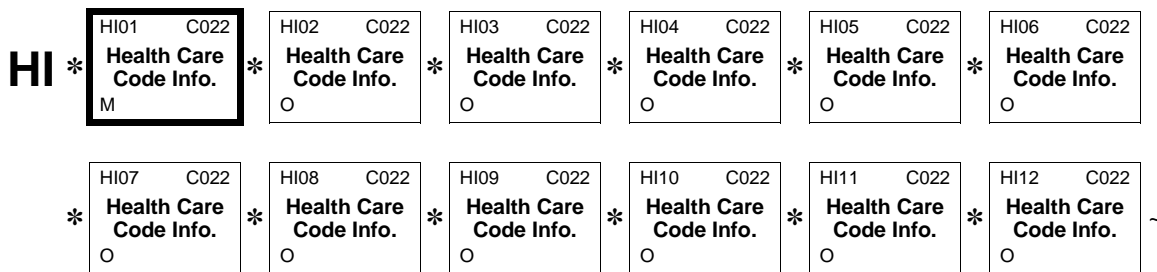 HI * HI01 C022 * HI02 C022 * HI03 C022 * HI04 C022 * HI05 C022 * HI06 C022
Health Care Health Care Health Care Health Care Health Care Health Care
Code Info. Code Info. Code Info. Code Info. Code Info. Code Info.
M O O O O O
* HI07 C022 * HI08 C022 * HI09 C022 * HI10 C022 * HI11 C022 * HI12 C022 ~
Health Care Health Care Health Care Health Care Health Care Health Care
Code Info. Code Info. Code Info. Code Info. Code Info. Code Info.
O O O O O O